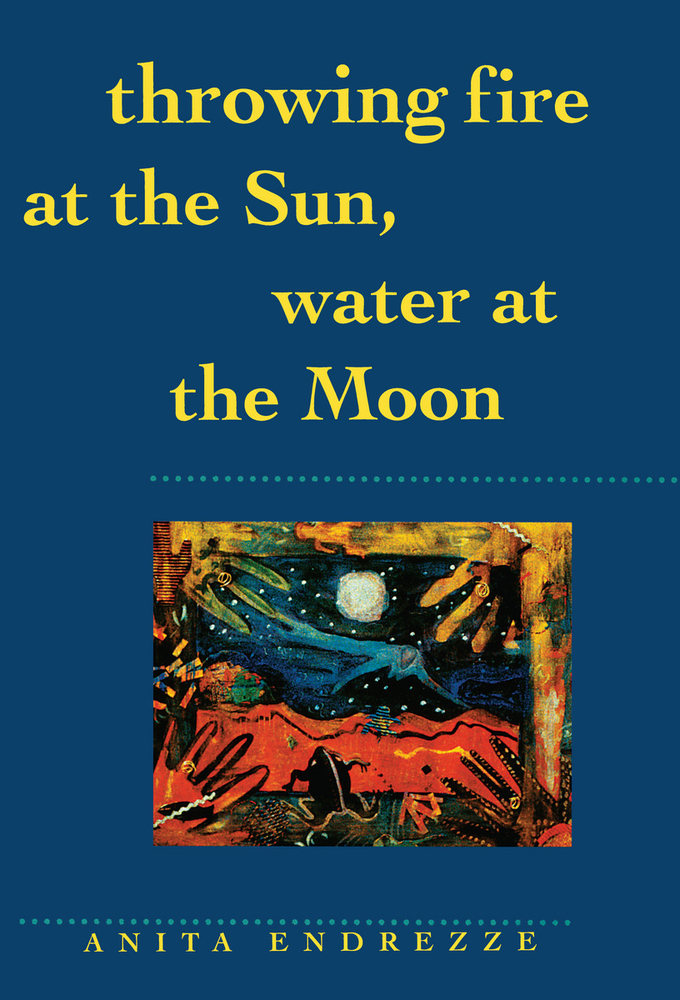 throwing fire
at the Sun,
water at
the Moon
ANITA ENDREZZE